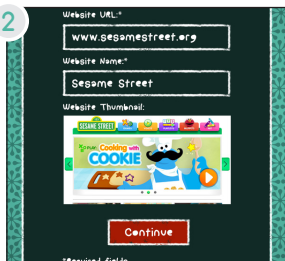 2
Website URL:*
www.sesamestreet.org
Website Name:*
Sesame Street
Website Thumbnail:
SESAME STREET
Cooking with
COOKIE
Continue
*Required fields